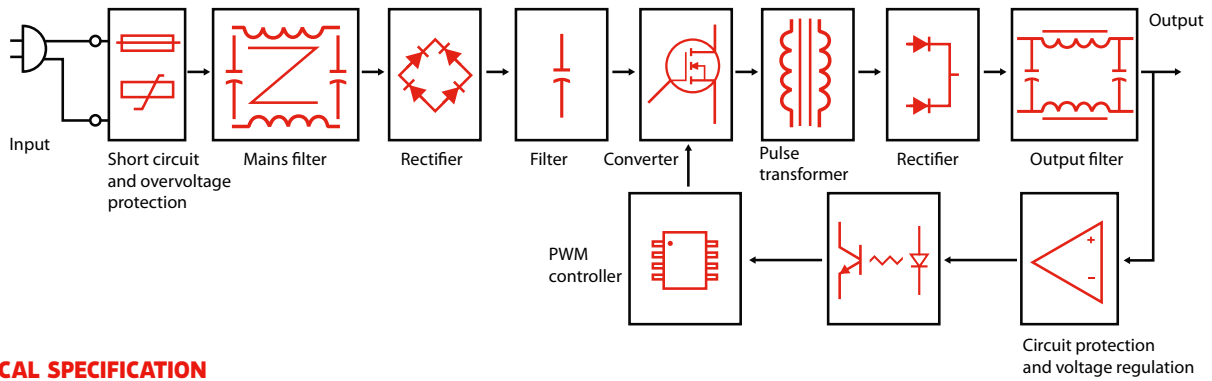 Output
Input
Short circuit
and overvoltage
protection
Mains filter
Rectifier
Filter
Converter
Pulse
transformer
Rectifier
Output filter
PWM
controller
+
−
Circuit protection
and voltage regulation
CAL SPECIFICATION